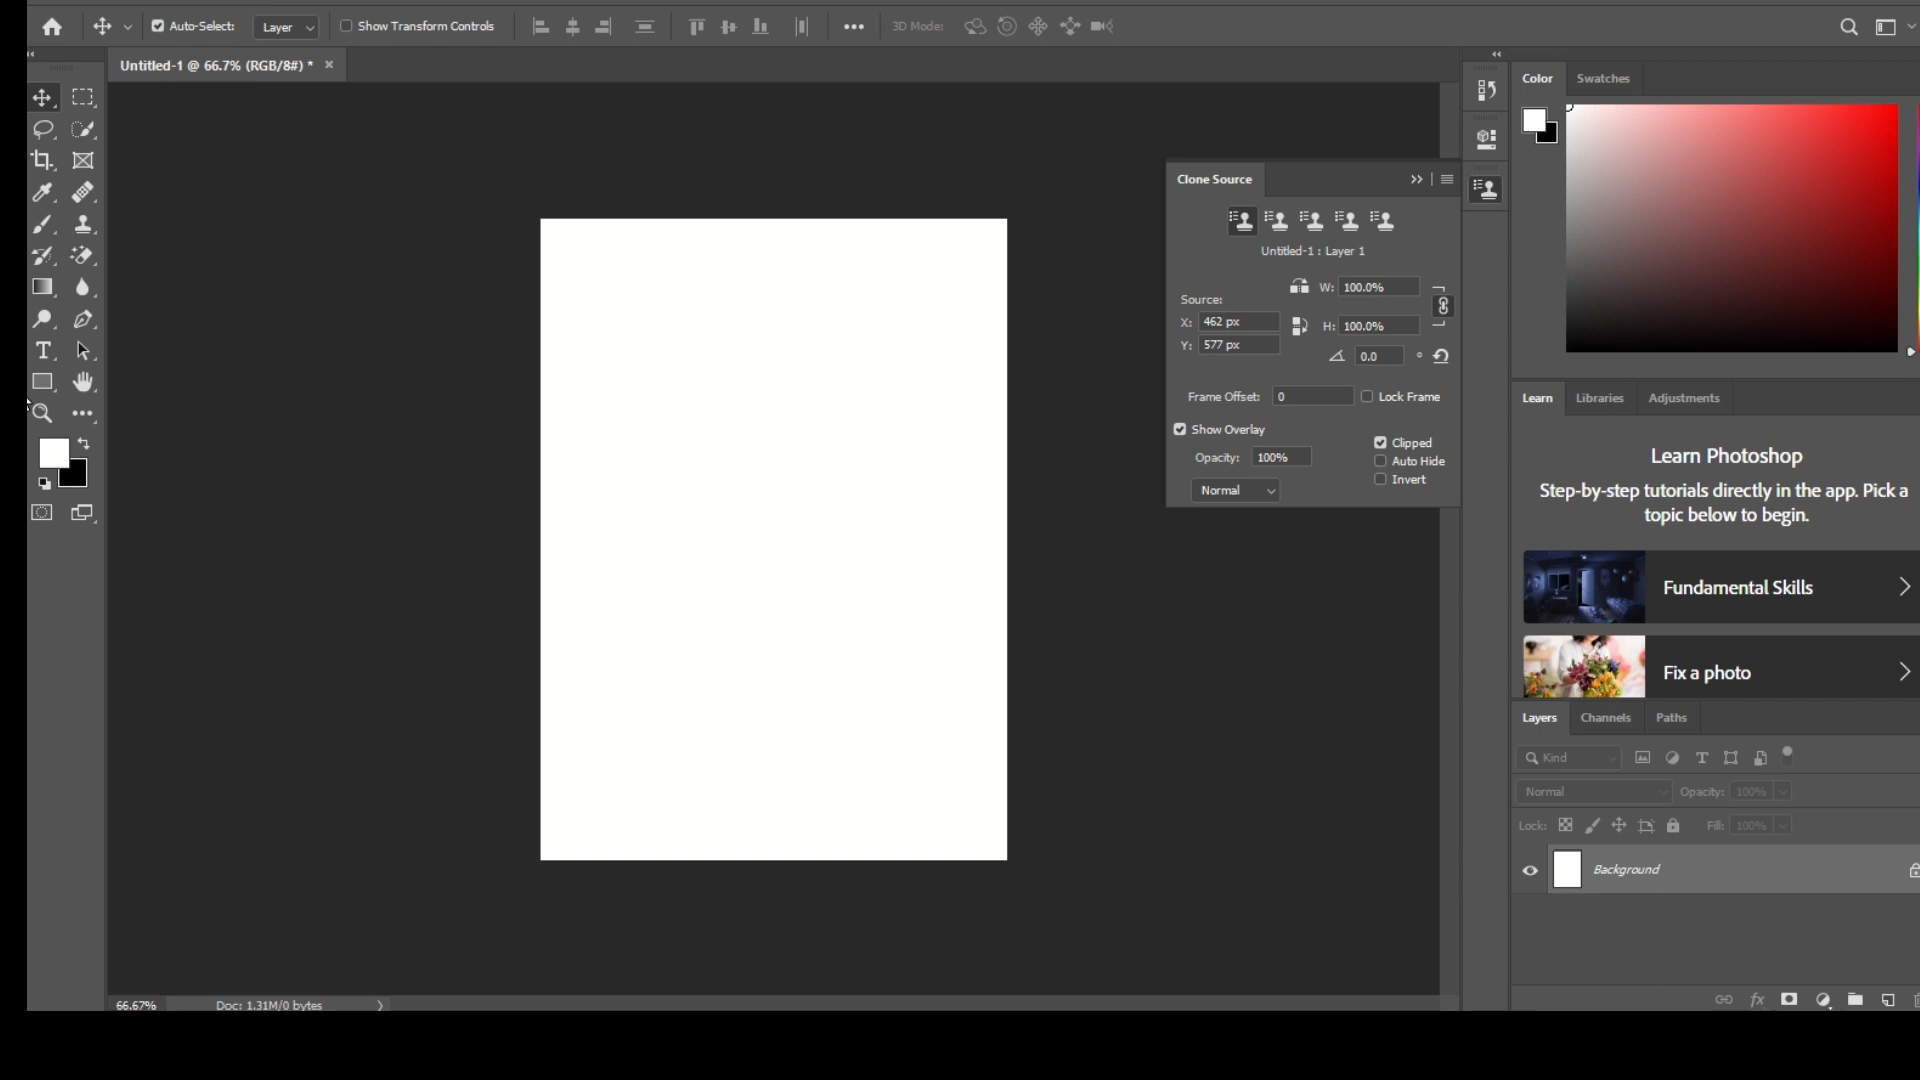 Auto-Select: Layer Show Transform Controls 3D Mode:
Untitled-1 @ 66.7% (RGB/8#) *
Color Swatches
Clone Source
Untitled-1 : Layer 1
W: 100.0%
Source:
X: 462 px
H: 100.0%
Y: 577 px
0.0 °
Frame Offset: 0 Lock Frame
Show Overlay
Clipped
Opacity: 100%
Auto Hide
Invert
Normal
Learn Libraries Adjustments
Learn Photoshop
Step-by-step tutorials directly in the app. Pick a
topic below to begin.
Fundamental Skills
Fix a photo
Layers Channels Paths
Kind
Normal Opacity: 100%
Lock: Fill: 100%
Background
fx
66.67% Doc: 1.31M/0 bytes